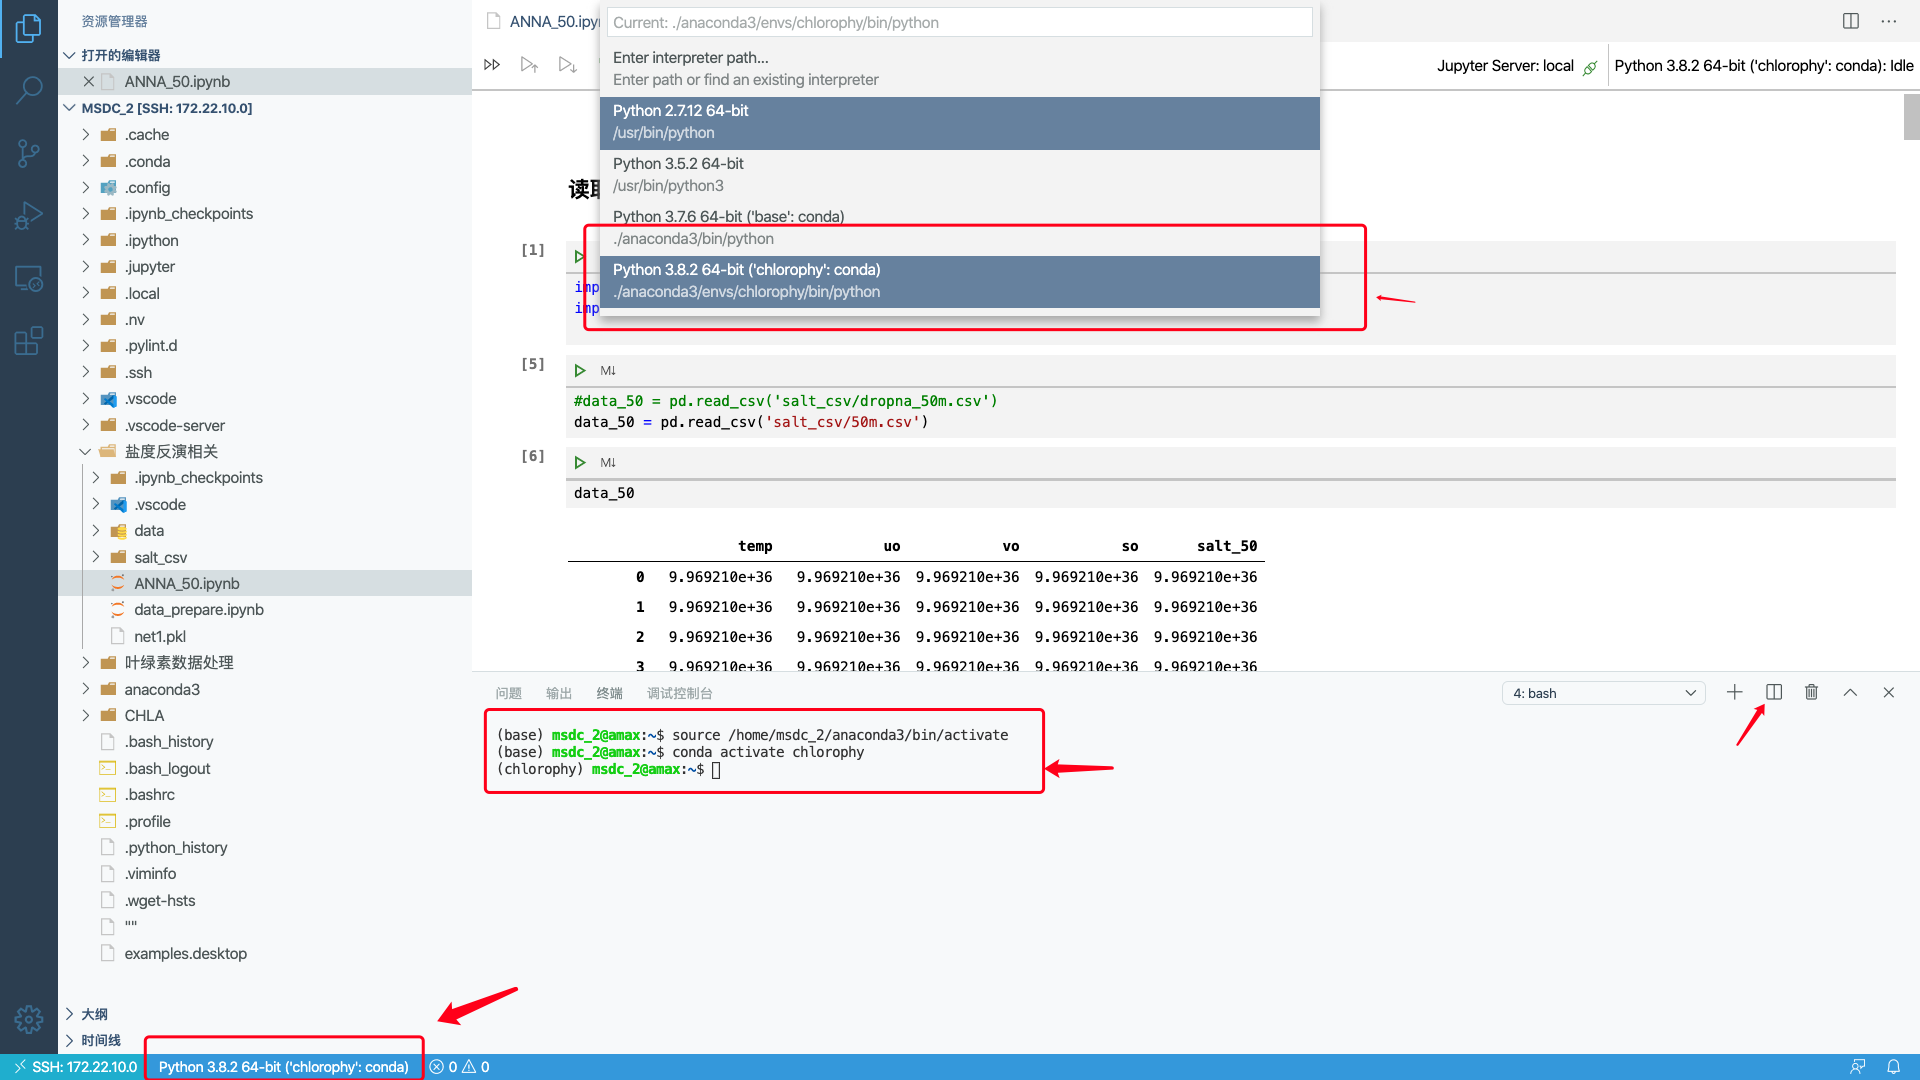 资源管理器
打开的编辑器
ANNA_50.ipynb
MSDC_2 [SSH: 172.22.10.0]
.cache
.conda
.config
.ipynb_checkpoints
.ipython
.jupyter
.local
.nv
.pylint.d
.ssh
.vscode
.vscode-server
盐度反演相关
.ipynb_checkpoints
.vscode
data
salt_csv
ANNA_50.ipynb
data_prepare.ipynb
net1.pkl
叶绿素数据处理
anaconda3
CHLA
.bash_history
.bash_logout
.bashrc
.profile
.python_history
.viminfo
.wget-hsts
""
examples.desktop
大纲
时间线
ANNA_50.ipy
Current: ./anaconda3/envs/chlorophy/bin/python
Enter interpreter path...
Enter path or find an existing interpreter
Python 2.7.12 64-bit
/usr/bin/python
Python 3.5.2 64-bit
/usr/bin/python3
Python 3.7.6 64-bit ('base': conda)
./anaconda3/bin/python
Python 3.8.2 64-bit ('chlorophy': conda)
./anaconda3/envs/chlorophy/bin/python
Jupyter Server: local
Python 3.8.2 64-bit ('chlorophy': conda): Idle
读取
[1]
imp
imp
[5]
M↓
#data_50 = pd.read_csv('salt_csv/dropna_50m.csv')
data_50 = pd.read_csv('salt_csv/50m.csv')
[6]
M↓
data_50
temp uo vo so salt_50
0 9.969210e+36 9.969210e+36 9.969210e+36 9.969210e+36 9.969210e+36
1 9.969210e+36 9.969210e+36 9.969210e+36 9.969210e+36 9.969210e+36
2 9.969210e+36 9.969210e+36 9.969210e+36 9.969210e+36 9.969210e+36
3 9.969210e+36 9.969210e+36 9.969210e+36 9.969210e+36 9.969210e+36
问题 输出 终端 调试控制台
4: bash
(base) msdc_2@amax:~$ source /home/msdc_2/anaconda3/bin/activate
(base) msdc_2@amax:~$ conda activate chlorophy
(chlorophy) msdc_2@amax:~$
SSH: 172.22.10.0
Python 3.8.2 64-bit ('chlorophy': conda)
0
0